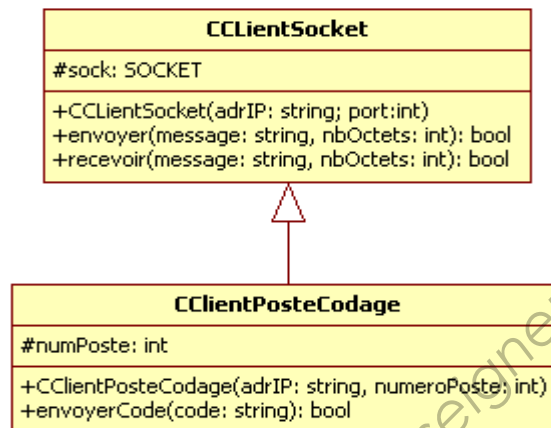 CCLientSocket
#sock: SOCKET
+CCLientSocket(adrIP: string; port:int)
+envoyer(message: string, nbOctets: int): bool
+recevoir(message: string, nbOctets: int): bool
CClientPosteCodage
#numPoste: int
+CClientPosteCodage(adrIP: string, numeroPoste: int)
+envoyerCode(code: string): bool